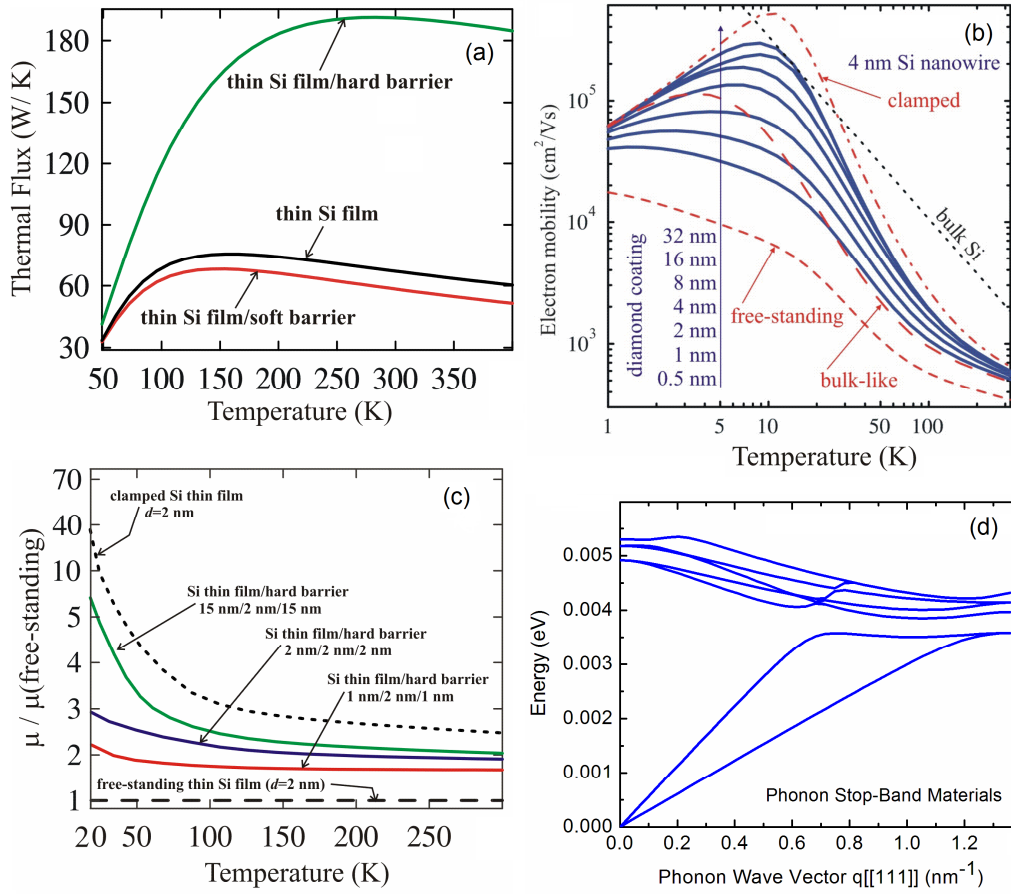 (a)
Thermal Flux (W/ K)
180
150
120
90
60
30
thin Si film/hard barrier
thin Si film
thin Si film/soft barrier
50 100 150 200 250 300 350
Temperature (K)
(b)
Electron mobility (cm²/Vs)
10⁵
10⁴
10³
4 nm Si nanowire
clamped
bulk Si
diamond coating
32 nm
16 nm
8 nm
4 nm
2 nm
1 nm
0.5 nm
free-standing
bulk-like
1 5 10 50 100
Temperature (K)
(c)
μ / μ(free-standing)
70
40
10
5
4
3
2
1
clamped Si thin film
d=2 nm
Si thin film/hard barrier
15 nm/2 nm/15 nm
Si thin film/hard barrier
2 nm/2 nm/2 nm
Si thin film/hard barrier
1 nm/2 nm/1 nm
free-standing thin Si film (d=2 nm)
20 50 100 150 200 250
Temperature (K)
(d)
Energy (eV)
0.005
0.004
0.003
0.002
0.001
0.000
Phonon Stop-Band Materials
0.0 0.2 0.4 0.6 0.8 1.0 1.2
Phonon Wave Vector q[[111]] (nm⁻¹)